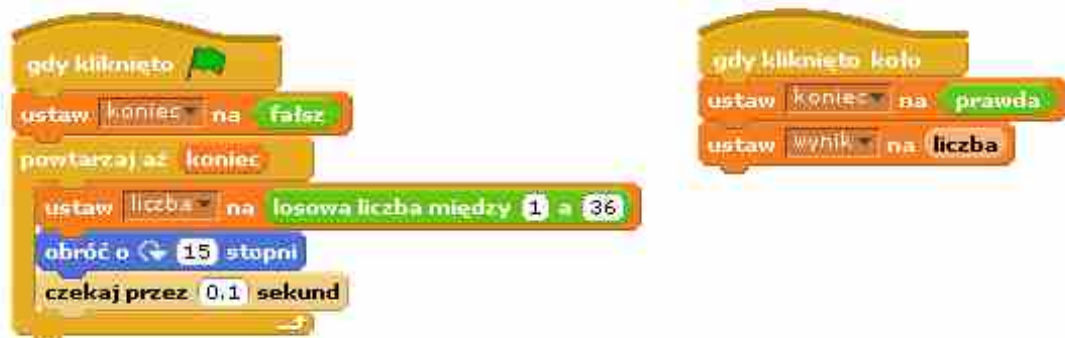 gdy kliknięto
ustaw koniec na fałsz
powtarzaj aż koniec
ustaw liczba na losowa liczba między 1 a 36
obróć o 15 stopni
czekaj przez 0.1 sekund
gdy kliknięto koło
ustaw koniec na prawda
ustaw wynik na liczba